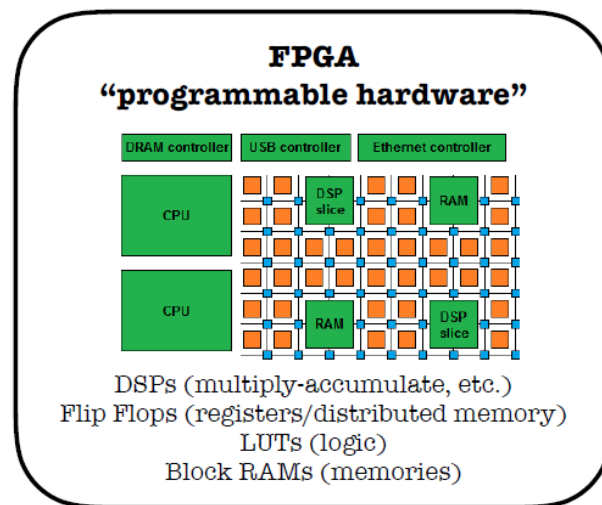 FPGA
“programmable hardware”
DRAM controller USB controller Ethernet controller
CPU
DSP
slice
RAM
CPU
RAM
DSP
slice
DSPs (multiply-accumulate, etc.)
Flip Flops (registers/distributed memory)
LUTs (logic)
Block RAMs (memories)